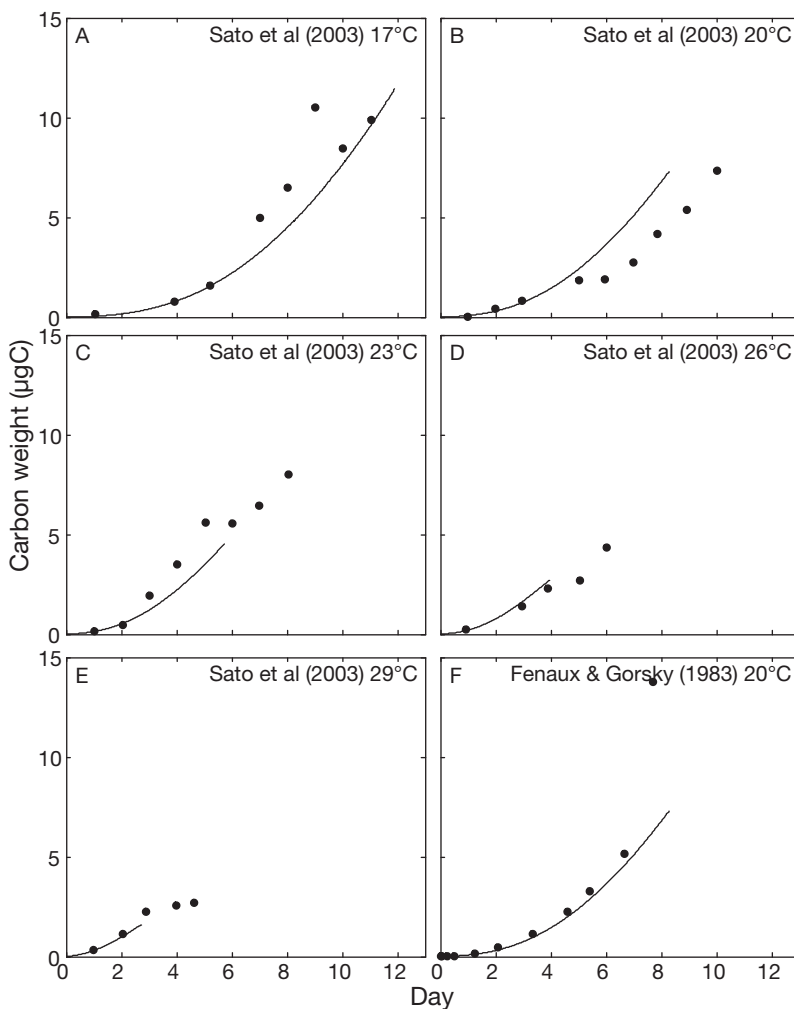 15
A
Sato et al (2003) 17°C
B
Sato et al (2003) 20°C
10
5
0
15
C
Sato et al (2003) 23°C
D
Sato et al (2003) 26°C
10
5
0
15
E
Sato et al (2003) 29°C
F
Fenaux & Gorsky (1983) 20°C
10
5
0
Carbon weight (µgC)
0 2 4 6 8 10 12
0 2 4 6 8 10 12
Day